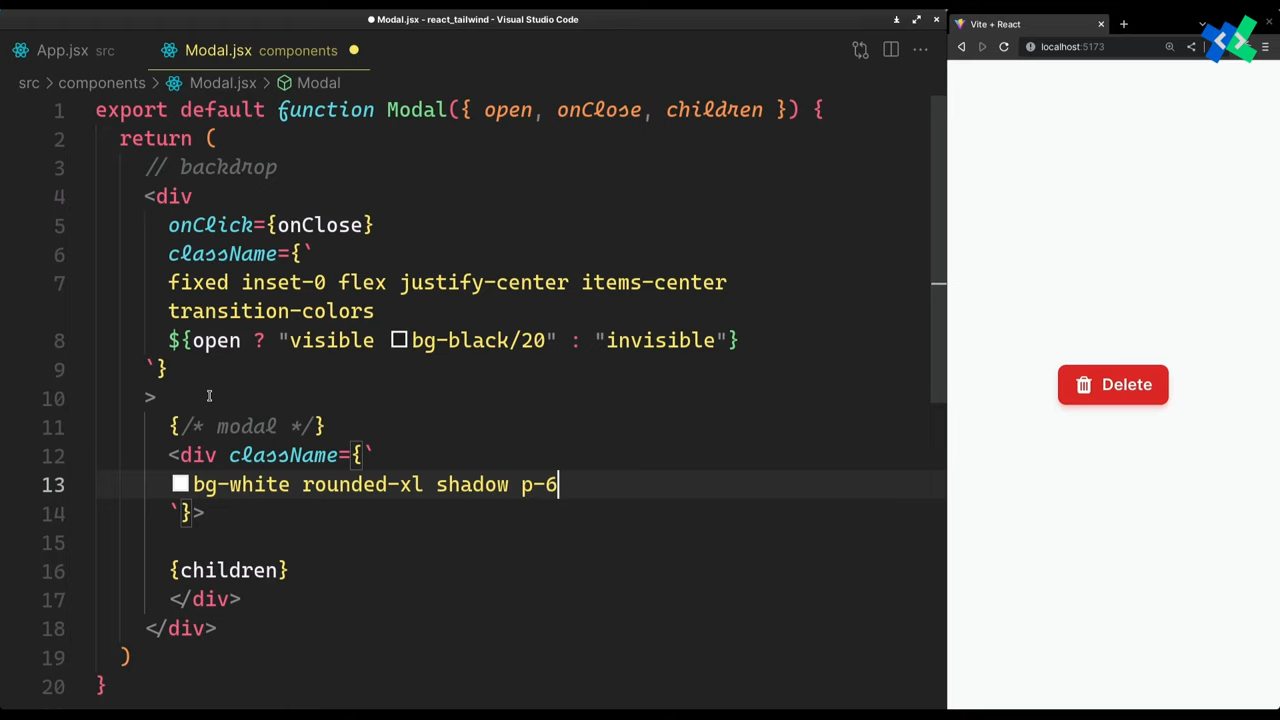 Modal.jsx - react_tailwind - Visual Studio Code
App.jsx src
Modal.jsx components
src > components > Modal.jsx > Modal
1 export default function Modal({ open, onClose, children }) {
2 return (
3 // backdrop
4 <div
5 onClick={onClose}
6 className={`
7 fixed inset-0 flex justify-center items-center
transition-colors
8 ${open ? "visible bg-black/20" : "invisible"}
9 `}
10 >
11 {/* modal */}
12 <div className={`
13 bg-white rounded-xl shadow p-6
14 `}>
15
16 {children}
17 </div>
18 </div>
19 )
20 }
Vite + React
localhost:5173
Delete